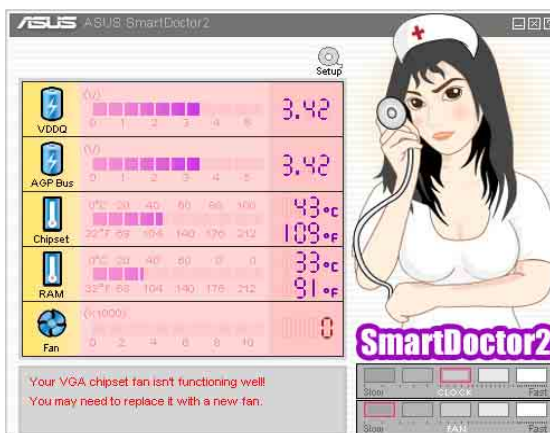 ASUS ASUS SmartDoctor2
Setup
(V)
VDDQ
0 1 2 3 4 5
3.42
(V)
AGP Bus
0 1 2 3 4 5
3.42
0°C 20 40 60 80 100
Chipset
32°F 68 104 140 176 212
43°C
109°F
0°C 20 40 60
RAM
32°F 68 104 140 176 212
33°C
91°F
(x1000)
Fan
0 2 4 6 8 10
0
SmartDoctor2
Your VGA chipset fan isn't functioning well!
You may need to replace it with a new fan.
Slow CLOCK Fast
Slow FAN Fast